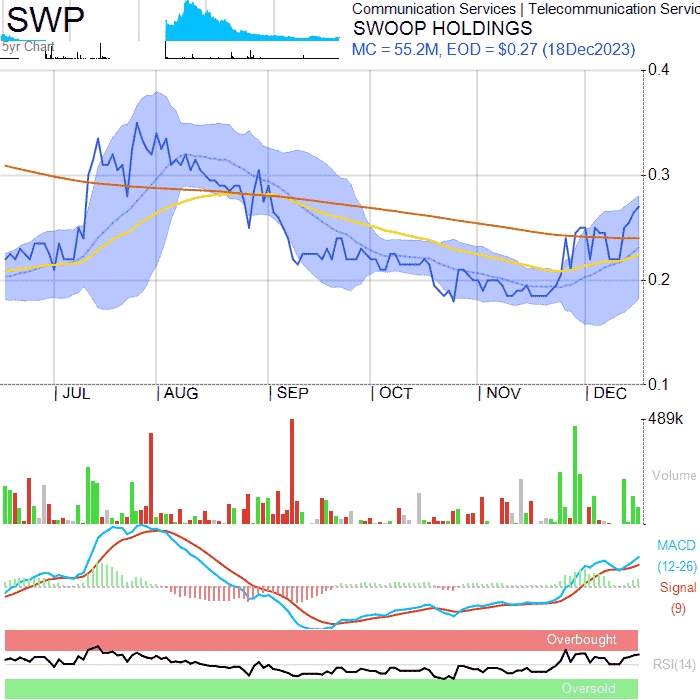 SWP
5yr Chart
Communication Services | Telecommunication Servic
SWOOP HOLDINGS
MC = 55.2M, EOD = $0.27 (18Dec2023)
0.4
0.3
0.2
0.1
JUL
AUG
SEP
OCT
NOV
DEC
489k
Volume
MACD
(12-26)
Signal
(9)
Overbought
RSI(14)
Oversold